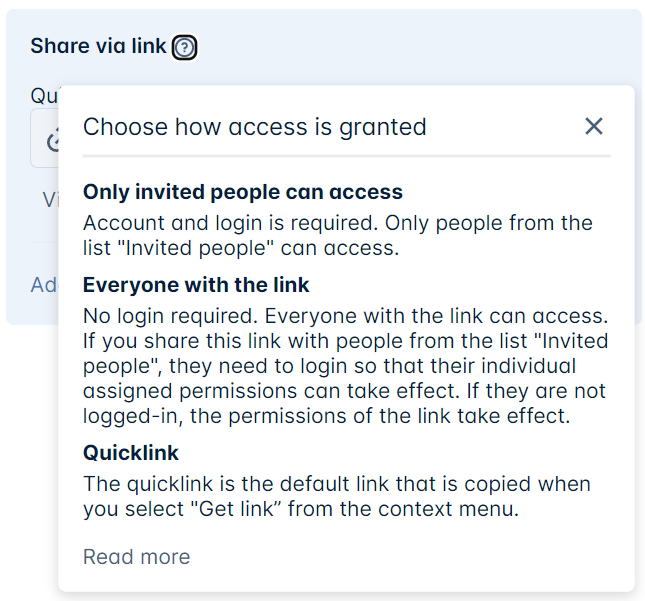 Share via link
Qu
Choose how access is granted
Vi
Only invited people can access
Account and login is required. Only people from the
list "Invited people" can access.
Ad
Everyone with the link
No login required. Everyone with the link can access.
If you share this link with people from the list "Invited
people", they need to login so that their individual
assigned permissions can take effect. If they are not
logged-in, the permissions of the link take effect.
Quicklink
The quicklink is the default link that is copied when
you select "Get link” from the context menu.
Read more